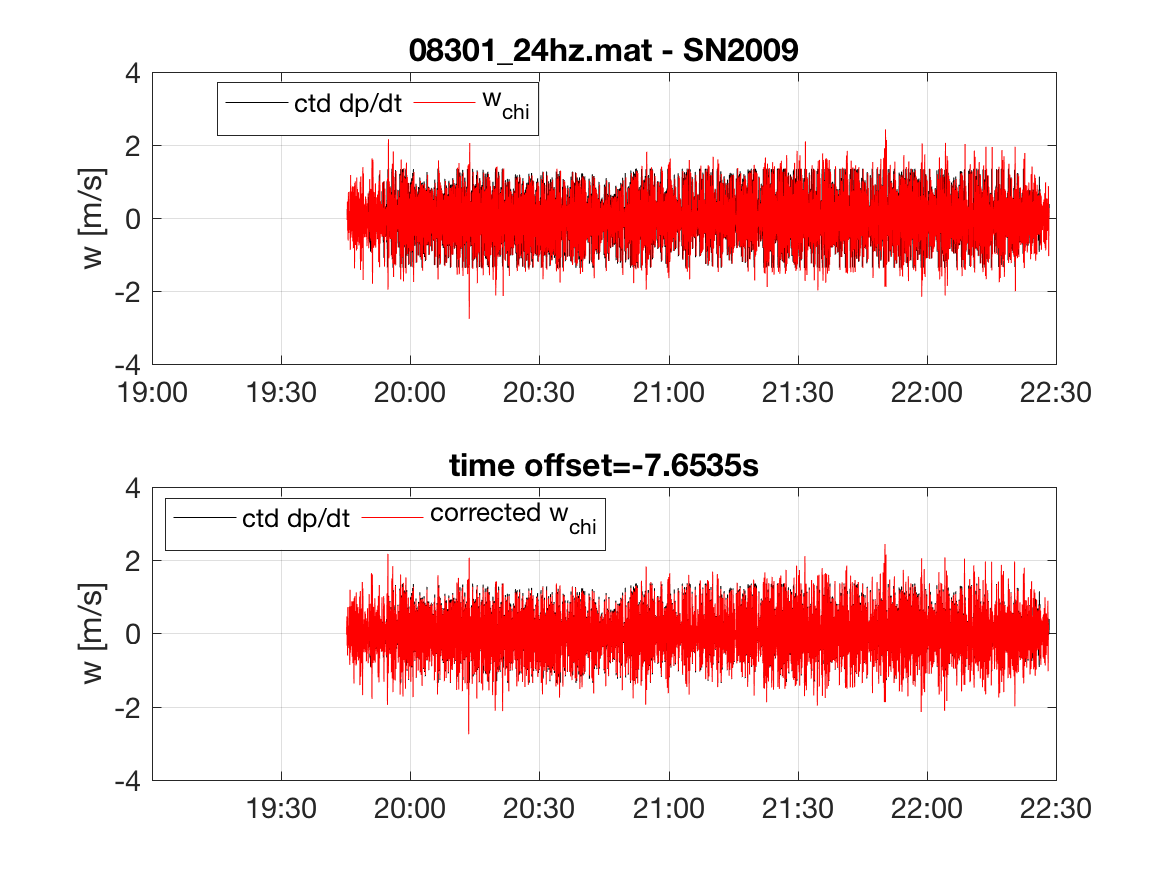 08301_24hz.mat - SN2009
4
ctd dp/dt w_chi
2
w [m/s]
0
-2
-4
19:00 19:30 20:00 20:30 21:00 21:30 22:00 22:30
time offset=-7.6535s
4
ctd dp/dt corrected w_chi
2
w [m/s]
0
-2
-4
19:30 20:00 20:30 21:00 21:30 22:00 22:30